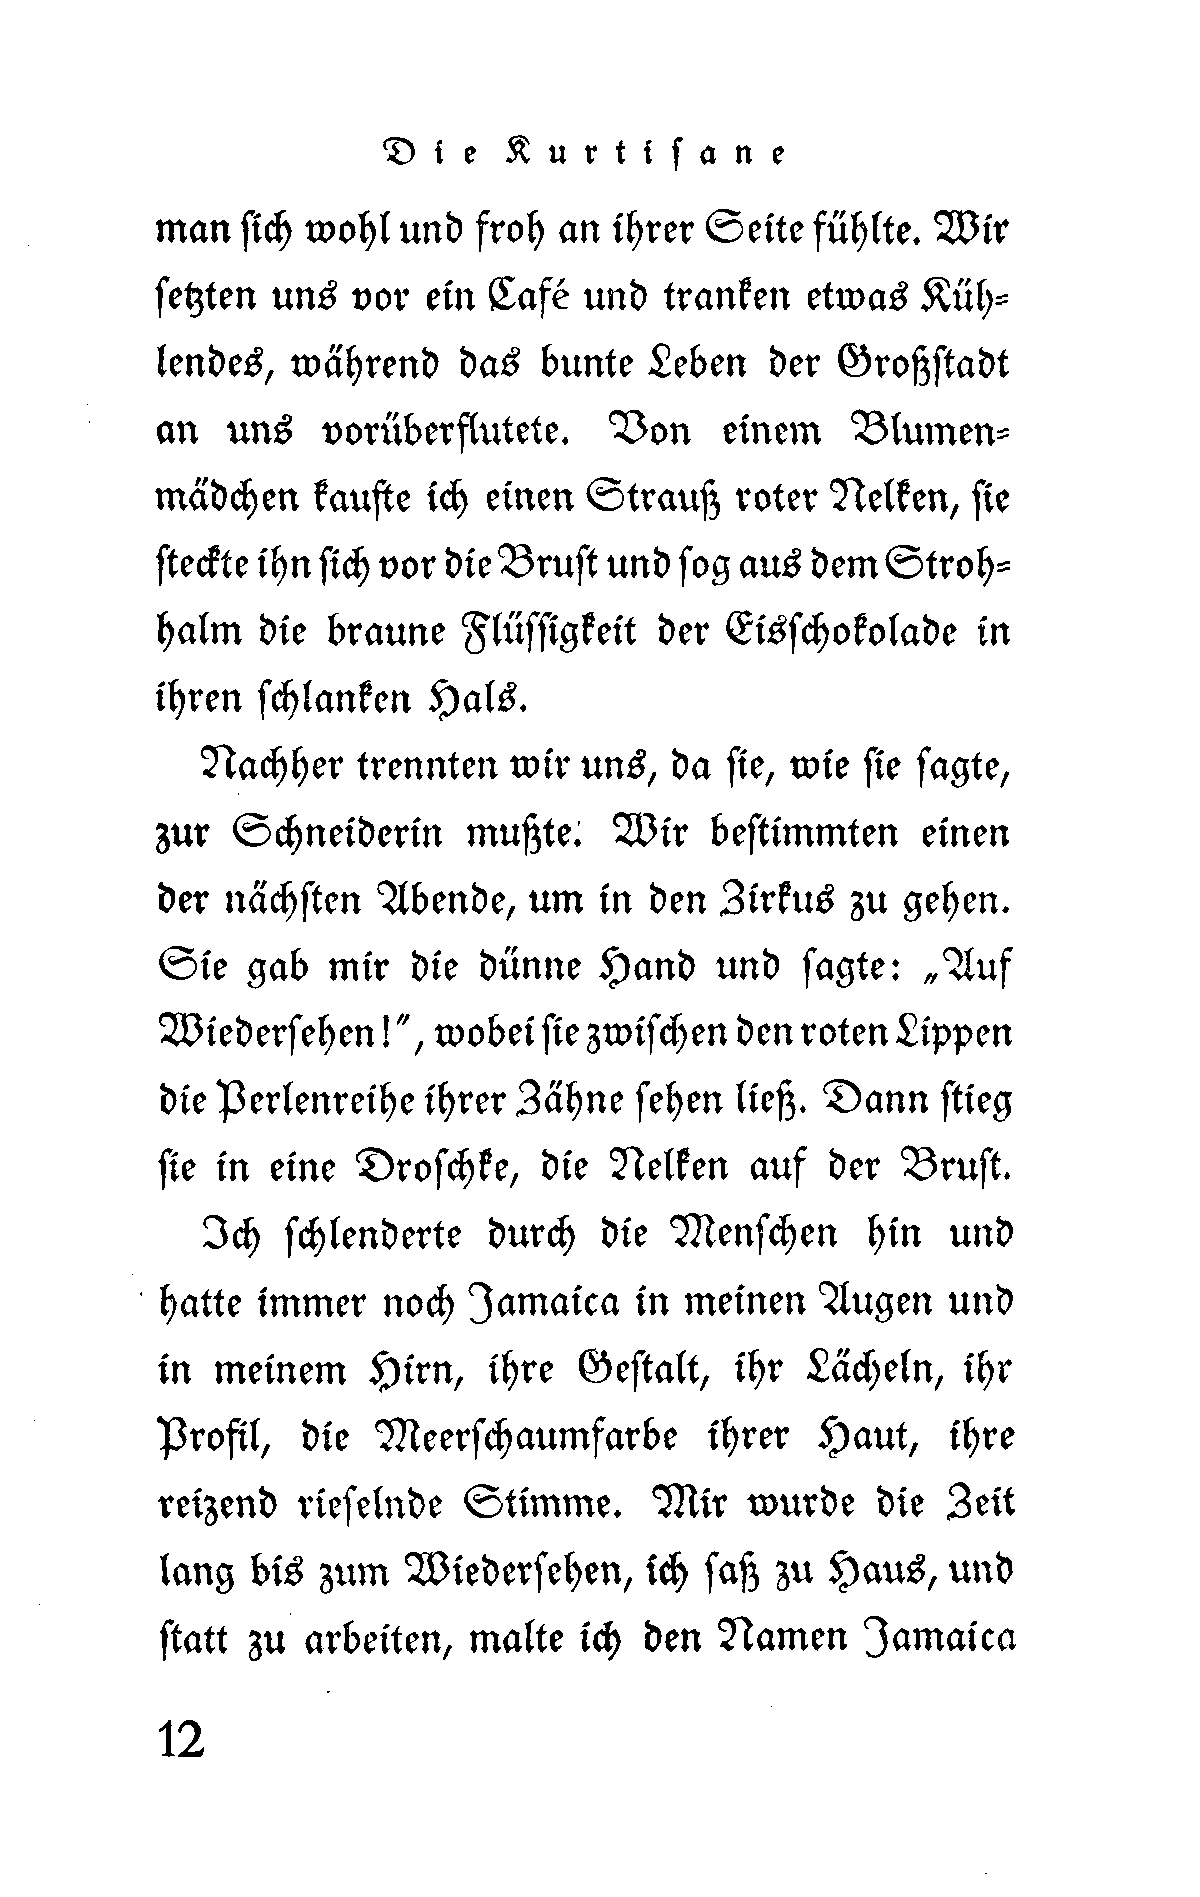 Die Kurtisane
man sich wohl und froh an ihrer Seite fühlte. Wir
setzten uns vor ein Café und tranken etwas Küh-
lendes, während das bunte Leben der Großstadt
an uns vorüberflutete. Von einem Blumen-
mädchen kaufte ich einen Strauß roter Nelken, sie
steckte ihn sich vor die Brust und sog aus dem Stroh-
halm die braune Flüssigkeit der Eisschokolade in
ihren schlanken Hals.
Nachher trennten wir uns, da sie, wie sie sagte,
zur Schneiderin mußte. Wir bestimmten einen
der nächsten Abende, um in den Zirkus zu gehen.
Sie gab mir die dünne Hand und sagte: „Auf
Wiedersehen!", wobei sie zwischen den roten Lippen
die Perlenreihe ihrer Zähne sehen ließ. Dann stieg
sie in eine Droschke, die Nelken auf der Brust.
Ich schlenderte durch die Menschen hin und
hatte immer noch Jamaica in meinen Augen und
in meinem Hirn, ihre Gestalt, ihr Lächeln, ihr
Profil, die Meerschaumfarbe ihrer Haut, ihre
reizend rieselnde Stimme. Mir wurde die Zeit
lang bis zum Wiedersehen, ich saß zu Haus, und
statt zu arbeiten, malte ich den Namen Jamaica
12